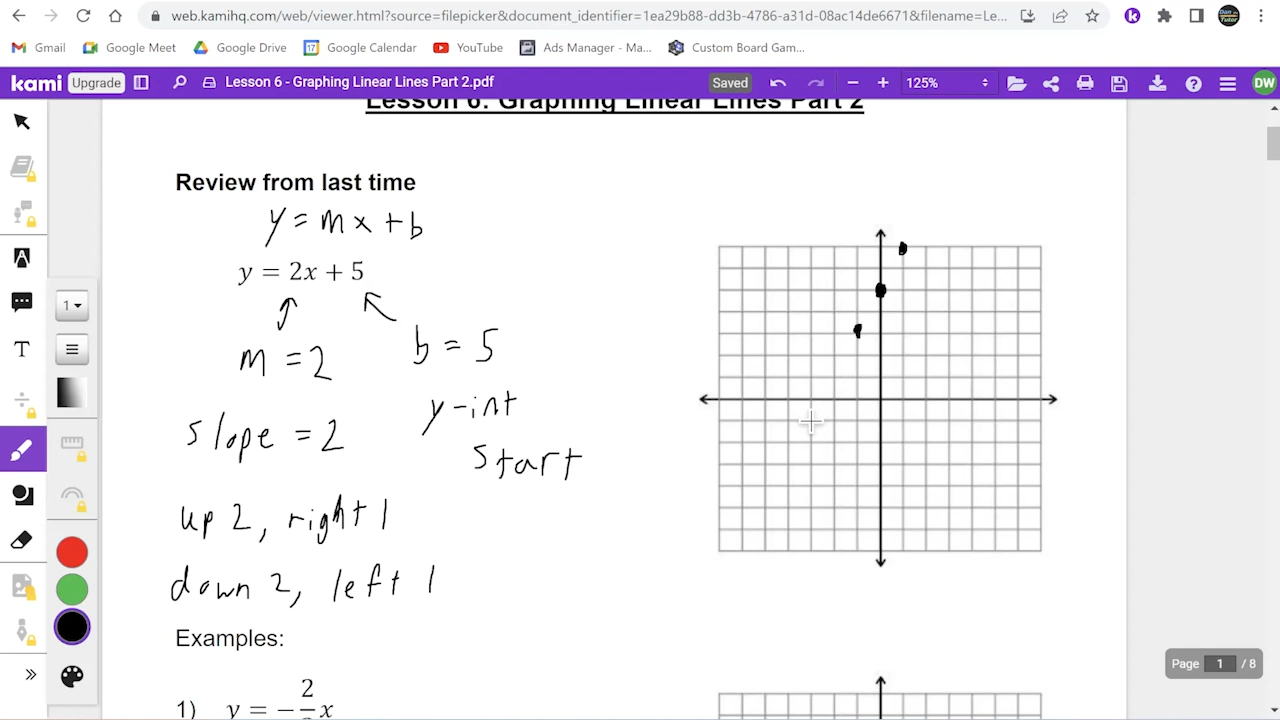 web.kamihq.com/web/viewer.html?source=filepicker&document_identifier=1ea29b88-dd3b-4786-a31d-08ac14de6671&filename=Le...
Gmail Google Meet Google Drive 17 Google Calendar YouTube Ads Manager - Ma... Custom Board Gam...
kami Upgrade Lesson 6 - Graphing Linear Lines Part 2.pdf Saved 125% DW
Lesson 6: Graphing Linear Lines Part 2
Review from last time
y = mx + b
y = 2x + 5
m = 2 b = 5
y-int
slope = 2
start
up 2, right 1
down 2, left 1
Examples:
1) y = -2/ x
1
T
Page 1 / 8